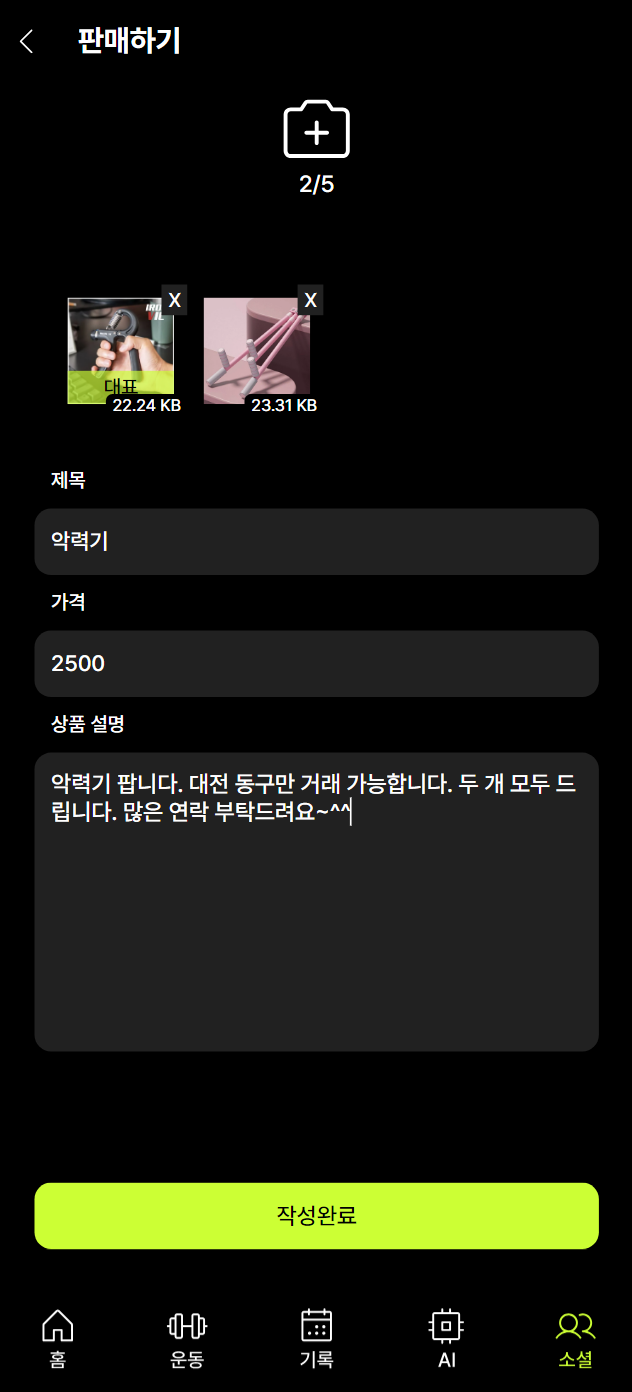 판매하기
2/5
X
X
대표
22.24 KB
23.31 KB
제목
악력기
가격
2500
상품 설명
악력기 팝니다. 대전 동구만 거래 가능합니다. 두 개 모두 드
립니다. 많은 연락 부탁드려요~^^
작성완료
홈
운동
기록
AI
소셜